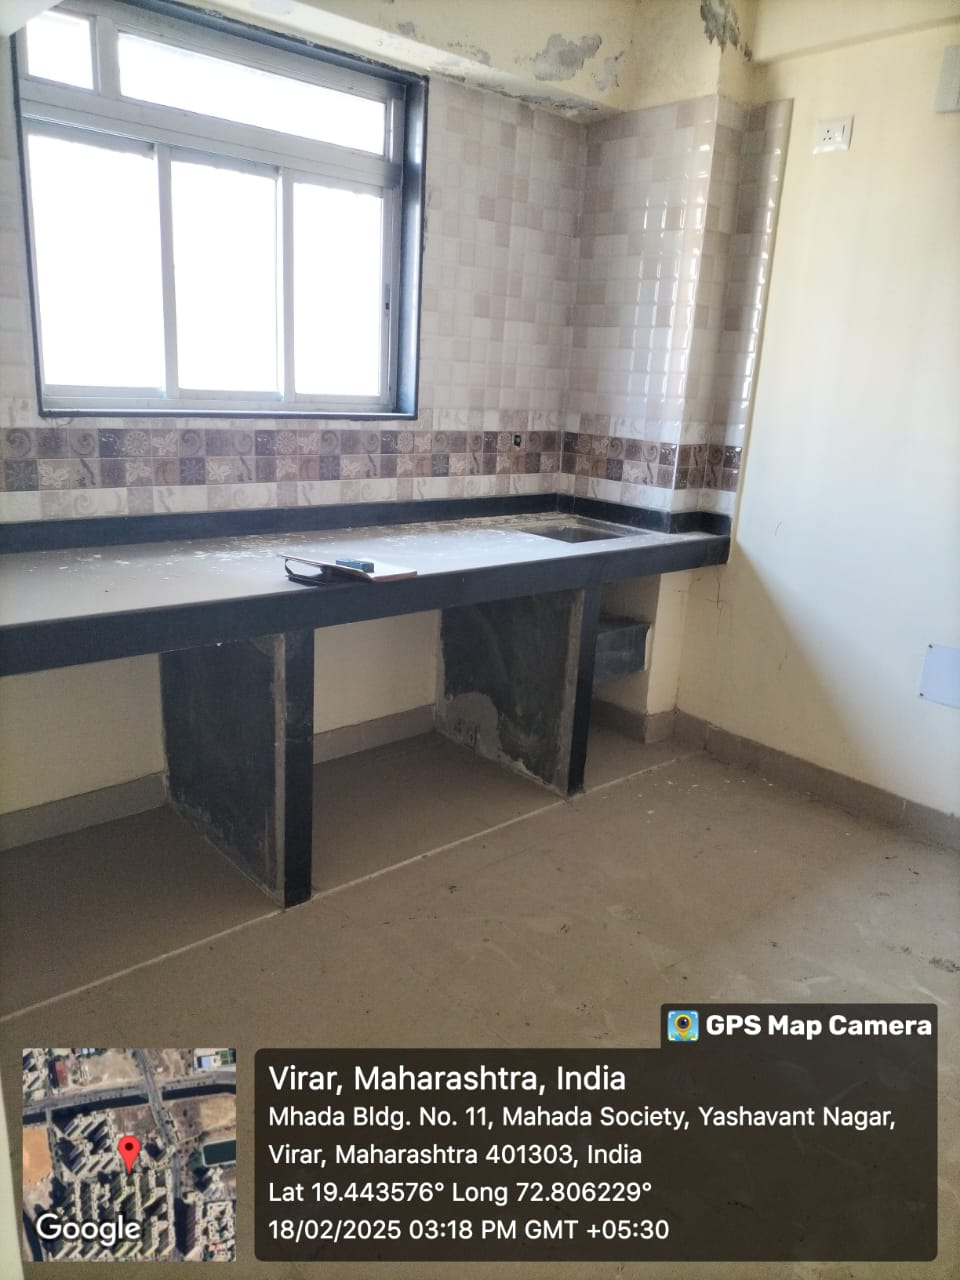 GPS Map Camera
Virar, Maharashtra, India
Mhada Bldg. No. 11, Mahada Society, Yashavant Nagar,
Virar, Maharashtra 401303, India
Lat 19.443576° Long 72.806229°
18/02/2025 03:18 PM GMT +05:30
Google